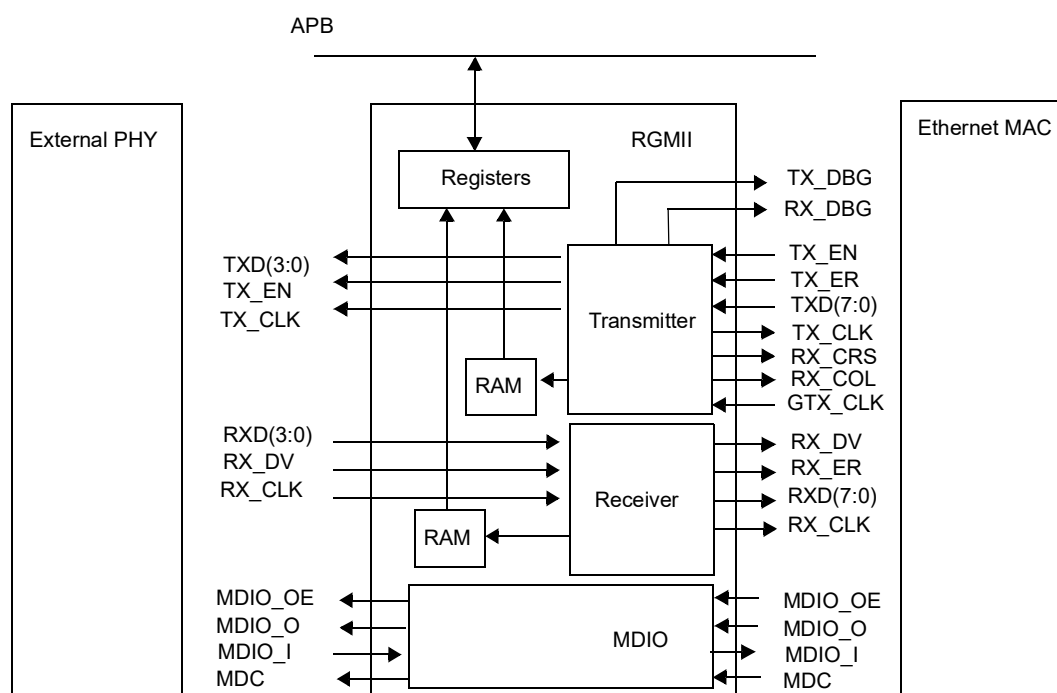 APB
External PHY
RGMII
Ethernet MAC
Registers
TX_DBG
RX_DBG
TXD(3:0)
TX_EN
TX_CLK
Transmitter
TX_EN
TX_ER
TXD(7:0)
TX_CLK
RX_CRS
RX_COL
GTX_CLK
RAM
RXD(3:0)
RX_DV
RX_CLK
Receiver
RX_DV
RX_ER
RXD(7:0)
RX_CLK
RAM
MDIO_OE
MDIO_O
MDIO_I
MDC
MDIO
MDIO_OE
MDIO_O
MDIO_I
MDC